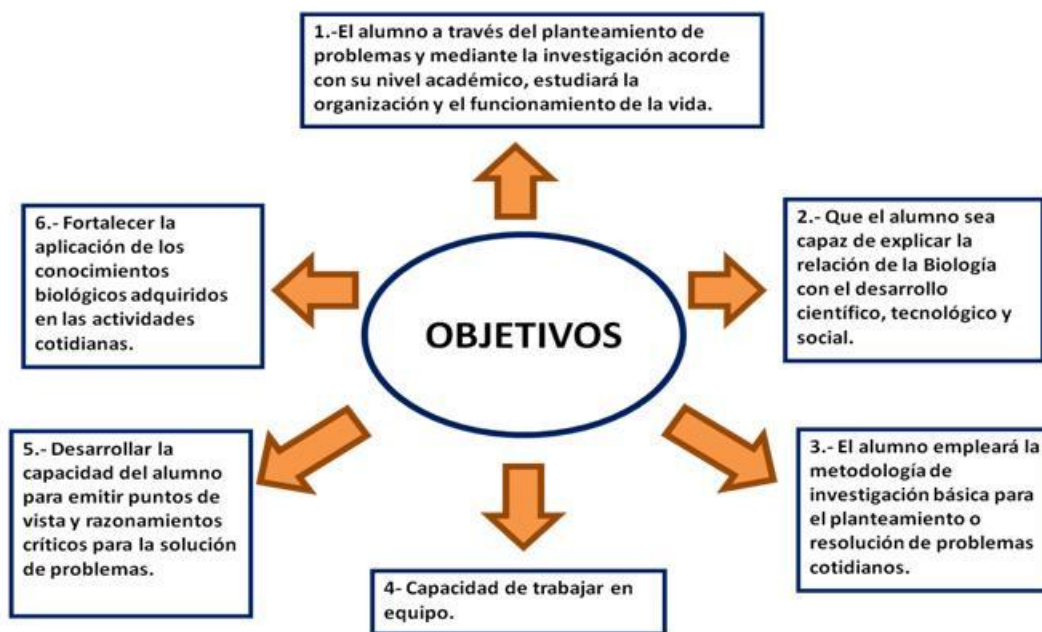 1.-El alumno a través del planteamiento de
problemas y mediante la investigación acorde
con su nivel académico, estudiará la
organización y el funcionamiento de la vida.
2.- Que el alumno sea
capaz de explicar la
relación de la Biología
con el desarrollo
científico, tecnológico y
social.
3.- El alumno empleará la
metodología de
investigación básica para
el planteamiento o
resolución de problemas
cotidianos.
4- Capacidad de trabajar en
equipo.
5.- Desarrollar la
capacidad del alumno
para emitir puntos de
vista y razonamientos
críticos para la solución
de problemas.
6.- Fortalecer la
aplicación de los
conocimientos
biológicos adquiridos
en las actividades
cotidianas.
OBJETIVOS